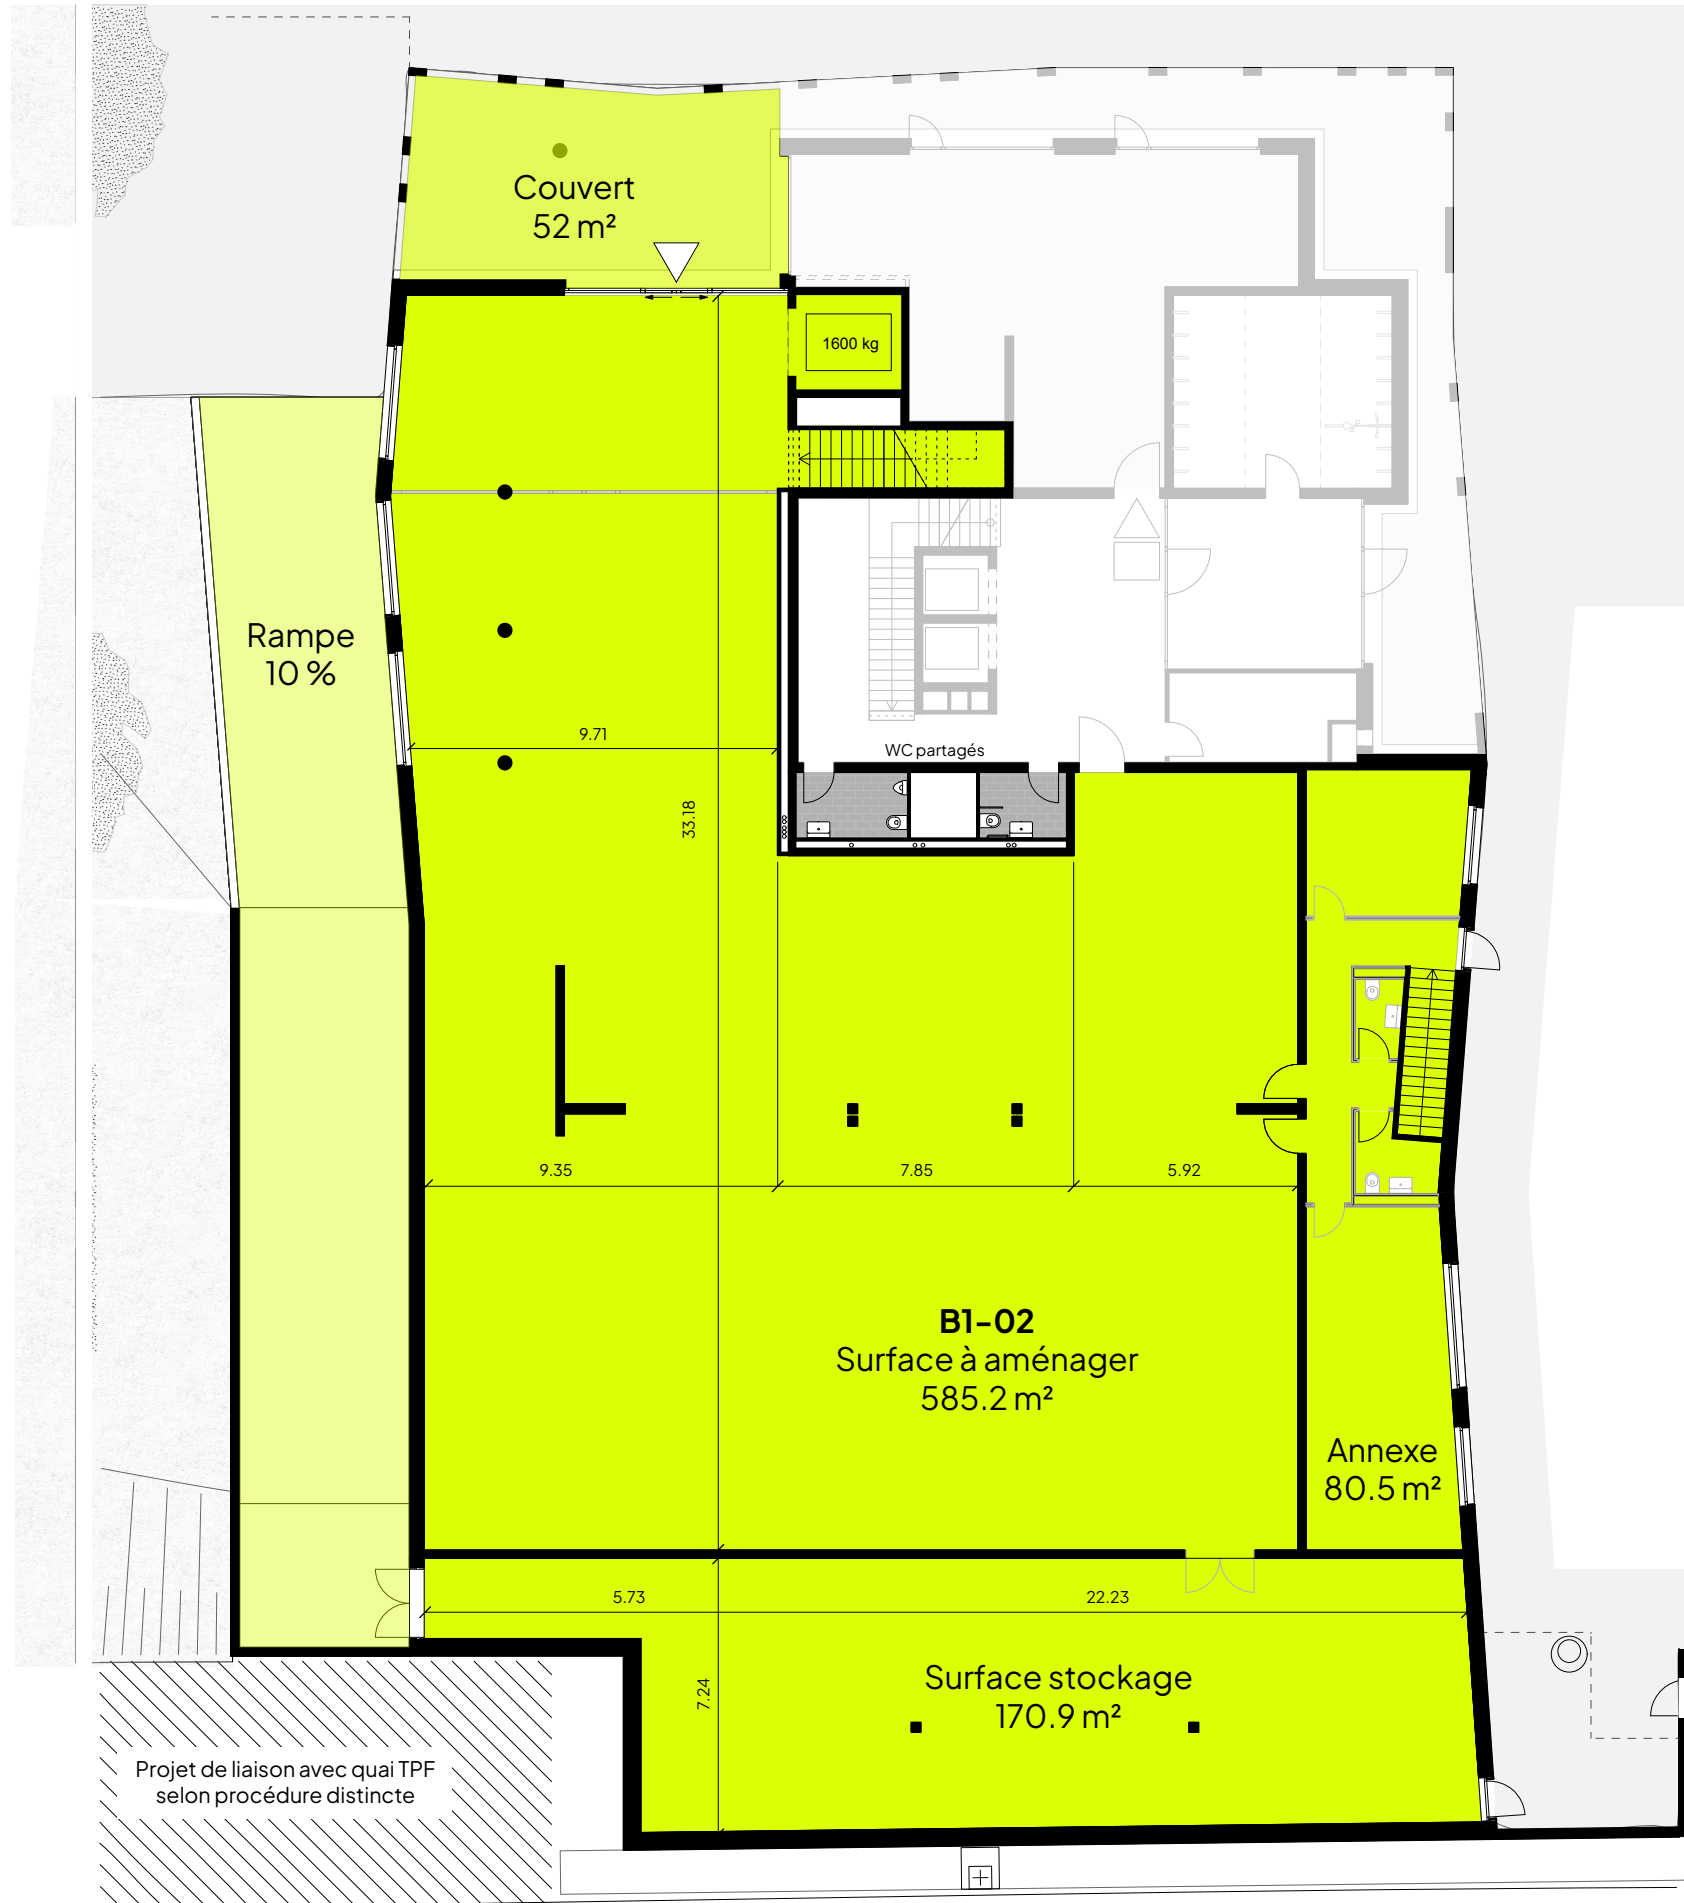 Couvert
52 m²
1600 kg
Rampe
10 %
9.71
WC partagés
33.18
9.35
7.85
5.92
B1-02
Surface à aménager
585.2 m²
Annexe
80.5 m²
5.73
22.23
Surface stockage
170.9 m²
7.24
Projet de liaison avec quai TPF
selon procédure distincte